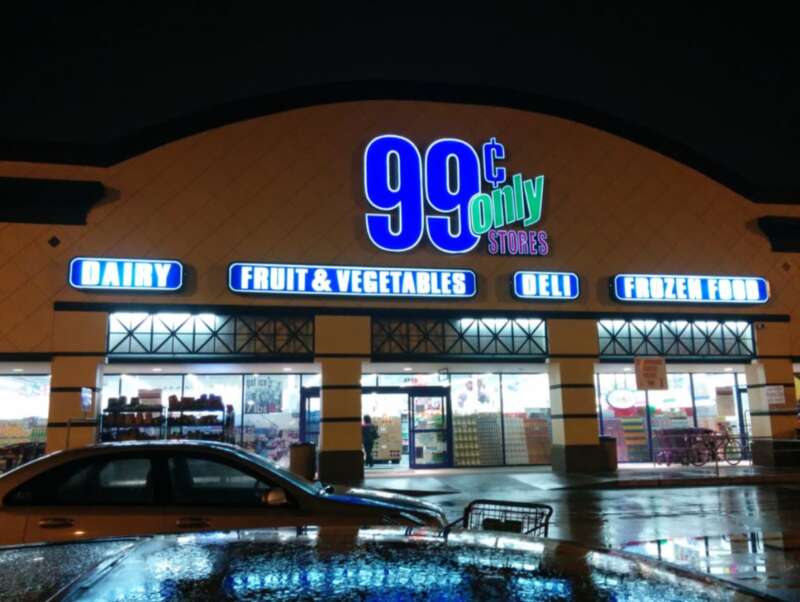 99¢
only
STORES
DAIRY
FRUIT & VEGETABLES
DELI
FROZEN FOOD